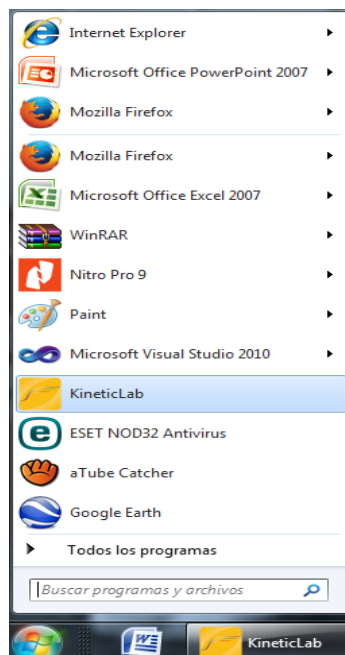 Internet Explorer
Microsoft Office PowerPoint 2007
Mozilla Firefox
Mozilla Firefox
Microsoft Office Excel 2007
WinRAR
Nitro Pro 9
Paint
Microsoft Visual Studio 2010
KineticLab
ESET NOD32 Antivirus
aTube Catcher
Google Earth
Todos los programas
Buscar programas y archivos
KineticLab